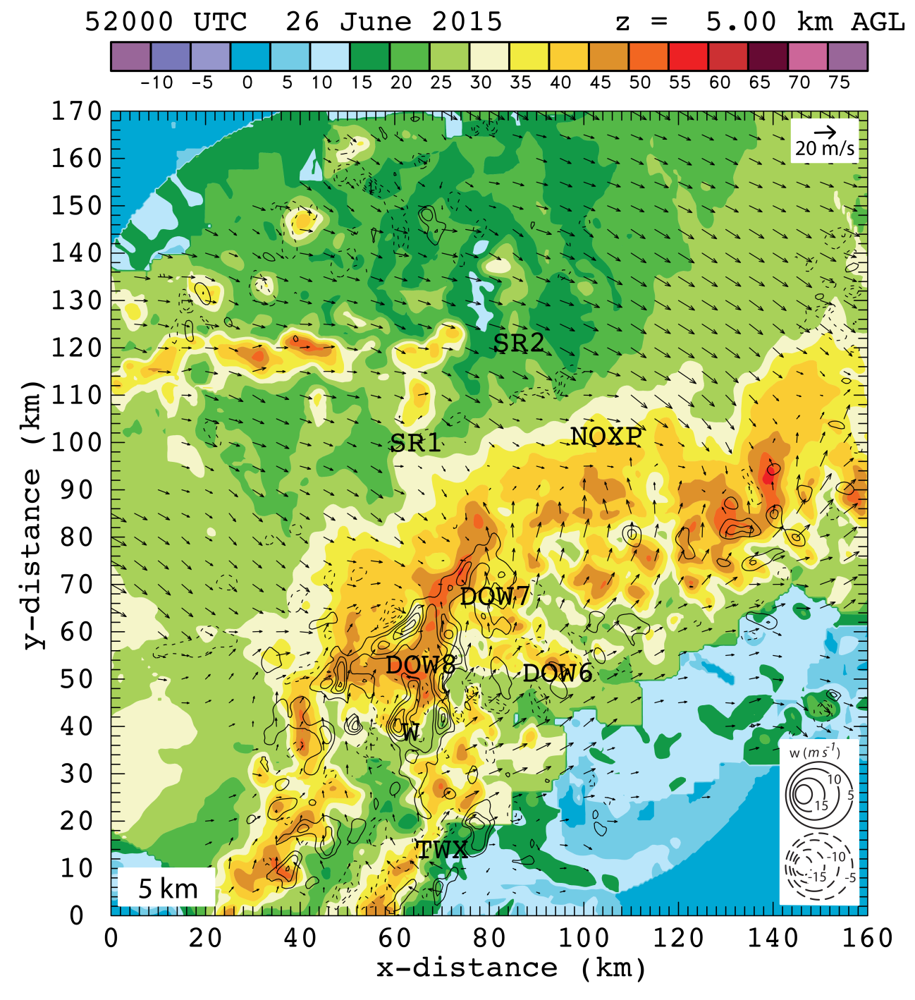 52000 UTC 26 June 2015 z = 5.00 km AGL
-10 -5 0 5 10 15 20 25 30 35 40 45 50 55 60 65 70 75
170
20 m/s
160
150
140
130
120
SR2
110
100
SR1
NOXP
90
80
70
DOW7
60
DOW8
DOW6
50
40
W
30
w (m s-1)
10
5
15
20
TWX
-10
-15
-5
10
5 km
0
y-distance (km)
0 20 40 60 80 100 120 140 160
x-distance (km)